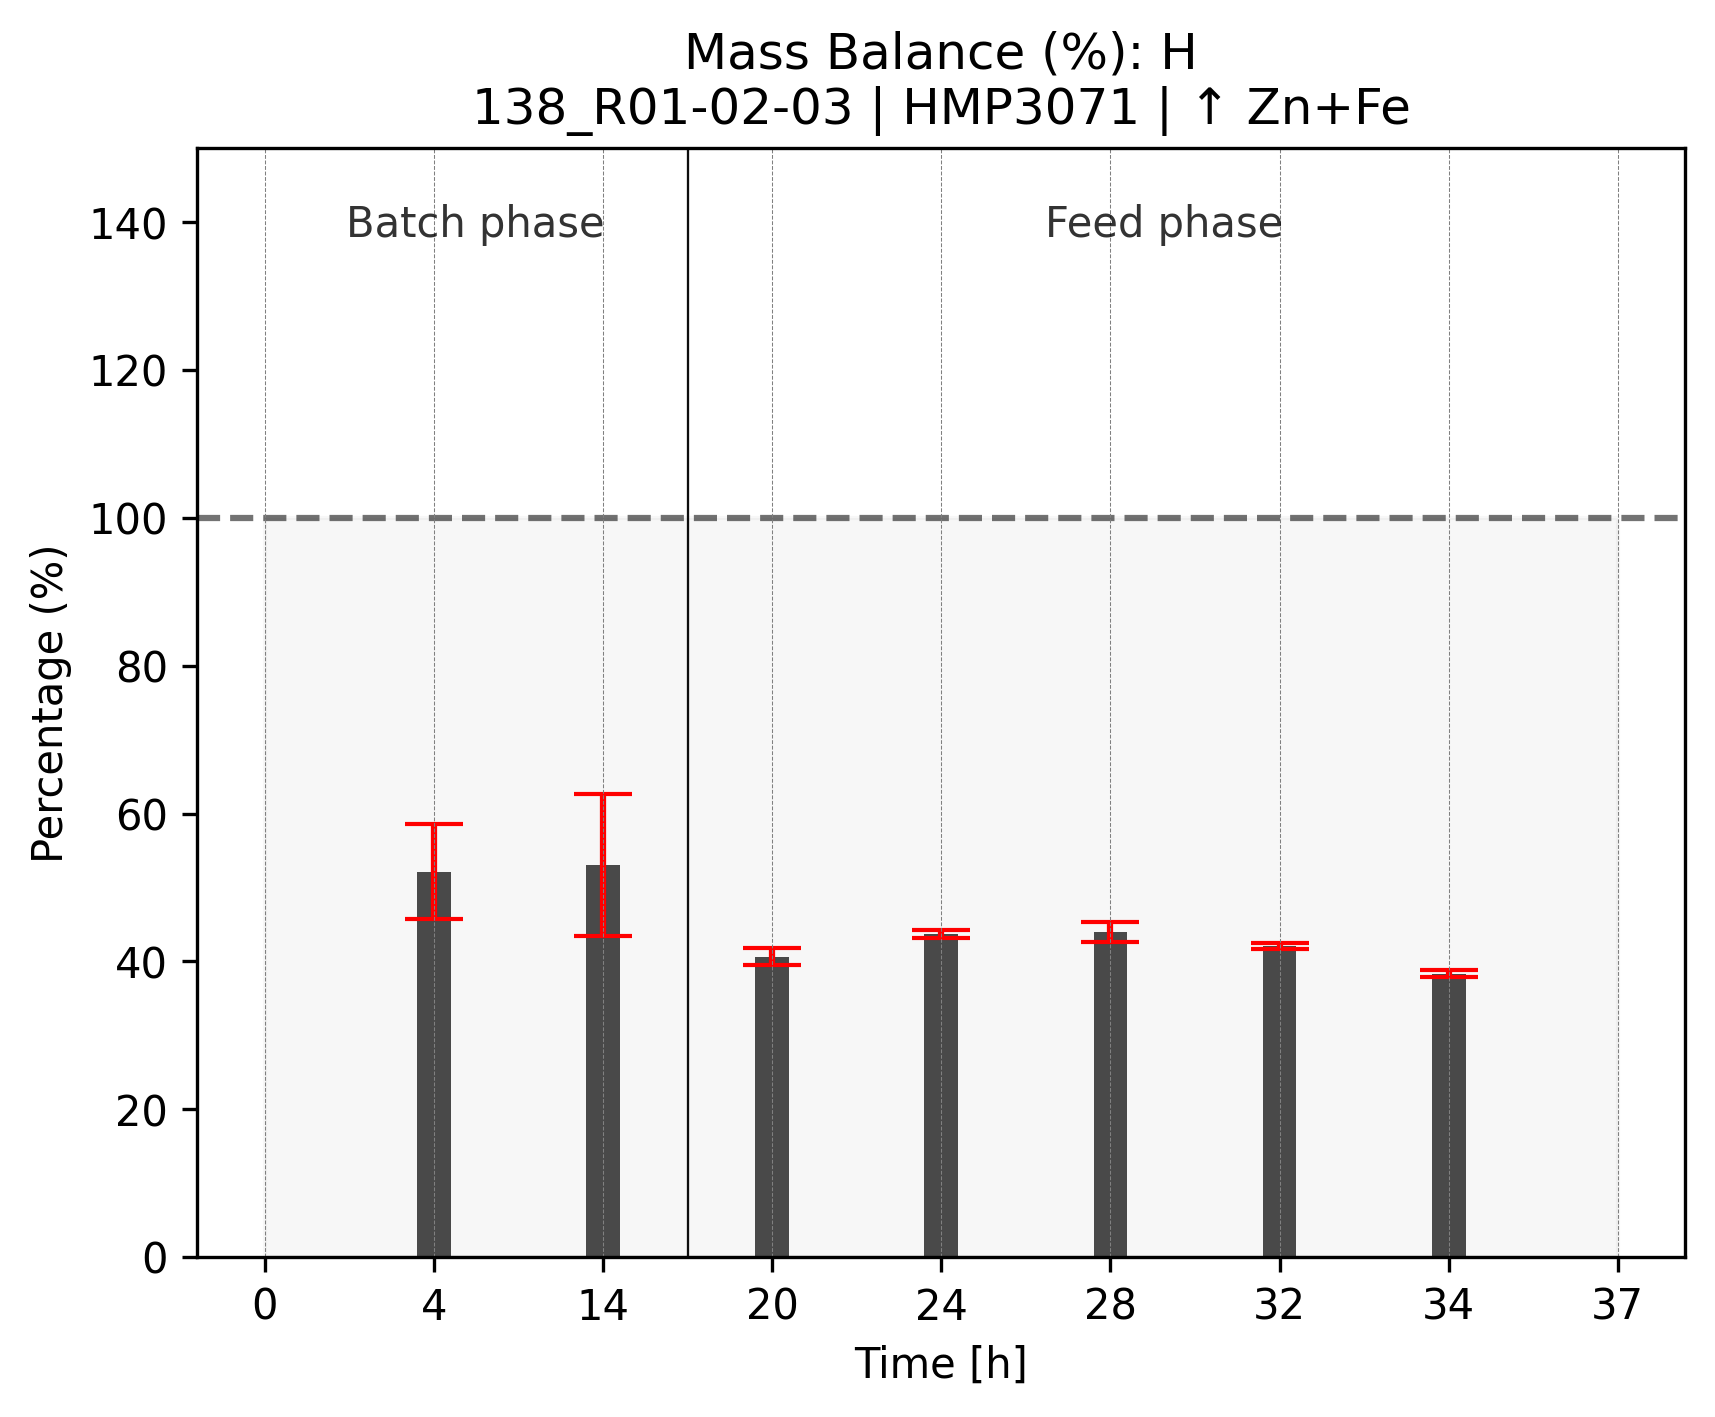 Mass Balance (%): H
138_R01-02-03 | HMP3071 | ↑ Zn+Fe
Batch phase
Feed phase
140
120
100
80
60
40
20
0
Percentage (%)
0 4 14 20 24 28 32 34 37
Time [h]